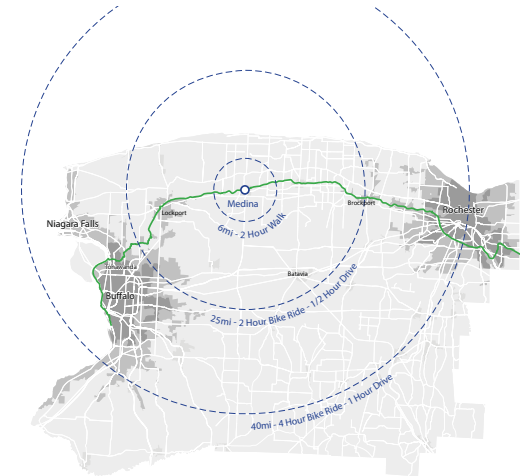 Medina
Lockport
Brockport
Rochester
Niagara Falls
6mi - 2 Hour Walk
Tonawanda
Batavia
Buffalo
25mi - 2 Hour Bike Ride - 1/2 Hour Drive
40mi - 4 Hour Bike Ride - 1 Hour Drive